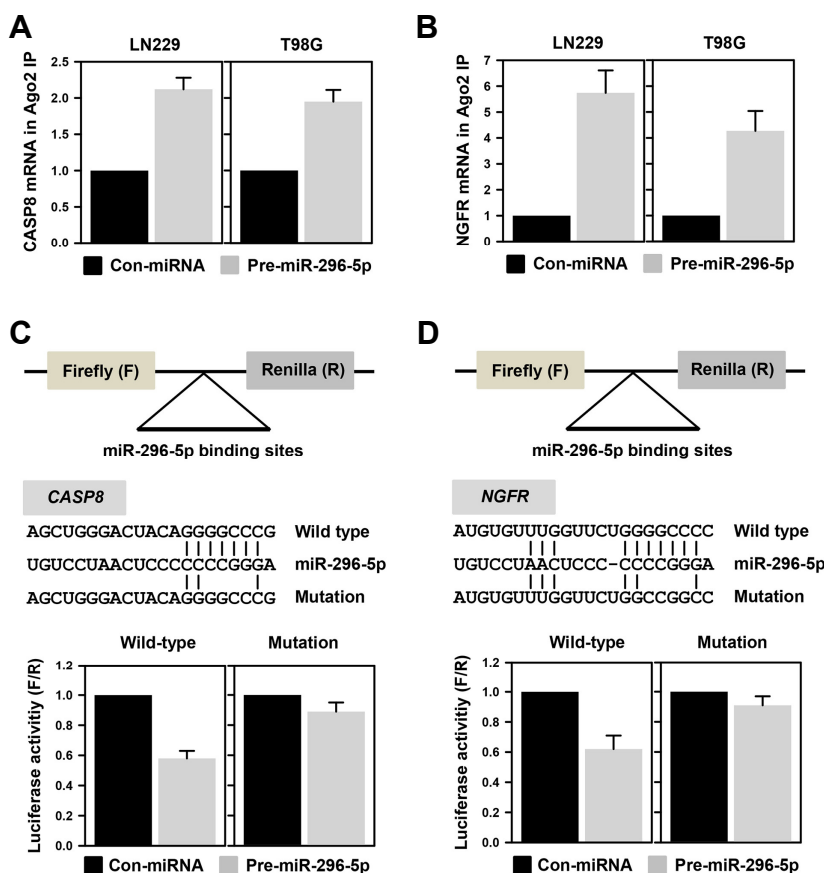 A
LN229
T98G
CASP8 mRNA in Ago2 IP
2.5
2.0
1.5
1.0
0.5
0.0
Con-miRNA Pre-miR-296-5p
B
LN229
T98G
NGFR mRNA in Ago2 IP
7
6
5
4
3
2
1
0
Con-miRNA Pre-miR-296-5p
C
Firefly (F) Renilla (R)
miR-296-5p binding sites
CASP8
AGCUGGGACUACAGGGGCCCG Wild type
UGUCCUAACUCCCCCCCGGGA miR-296-5p
AGCUGGGACUACAGGGGCCCG Mutation
Wild-type
Mutation
Luciferase activitiy (F/R)
1.2
1.0
0.8
0.6
0.4
0.2
0.0
Con-miRNA Pre-miR-296-5p
D
Firefly (F) Renilla (R)
miR-296-5p binding sites
NGFR
AUGUGUUUGGUUCUGGGGCCCC Wild type
UGUCCUAACUCCC-CCCCGGGA miR-296-5p
AUGUGUUUGGUUCUGGCCGGCC Mutation
Wild-type
Mutation
Luciferase activitiy (F/R)
1.2
1.0
0.8
0.6
0.4
0.2
0.0
Con-miRNA Pre-miR-296-5p